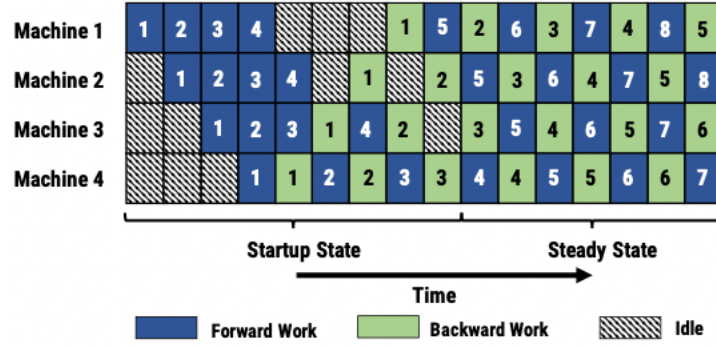 Machine 1 1 2 3 4 1 5 2 6 3 7 4 8 5
Machine 2 1 2 3 4 1 2 5 3 6 4 7 5 8
Machine 3 1 2 3 1 4 2 3 5 4 6 5 7 6
Machine 4 1 1 2 2 3 3 4 4 5 5 6 6 7
Startup State Steady State
Time
Forward Work Backward Work Idle